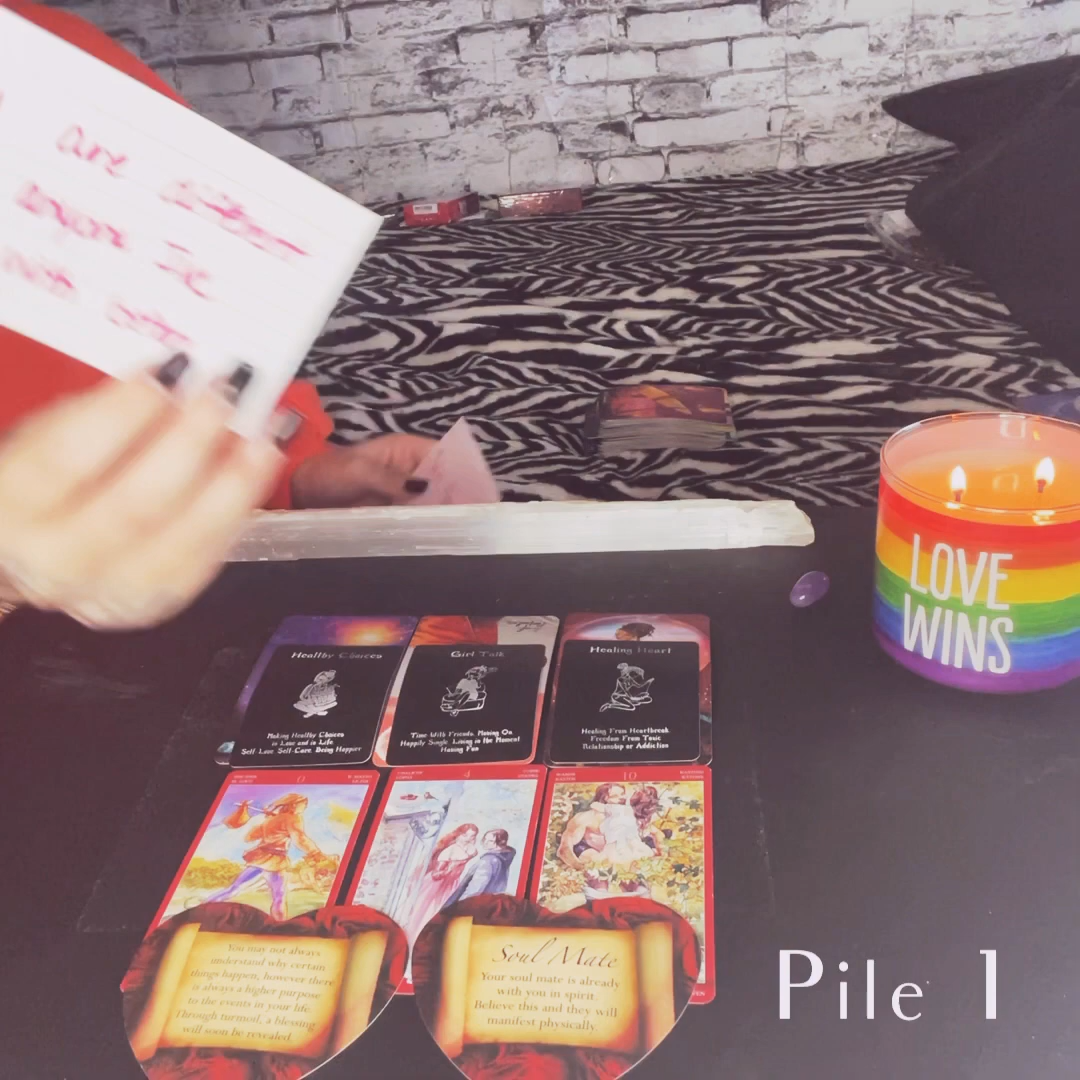 are
LOVE
WINS
Healthy Choices
Making Healthy Choices
in Love and in Life
Self-Love Self-Care Being Happier
Girl Talk
Time With Friends Moving On
Happily Single Living in the Moment
Having Fun
Healing Heart
Healing From Heartbreak
Freedom From Toxic
Relationship or Addiction
0
4
10
You may not always
understand why certain
things happen, however there
is always a higher purpose
to the events in your life.
Through turmoil, a blessing
will soon be revealed.
Soul Mate
Your soul mate is already
with you in spirit.
Believe this and they will
manifest physically.
Pile 1